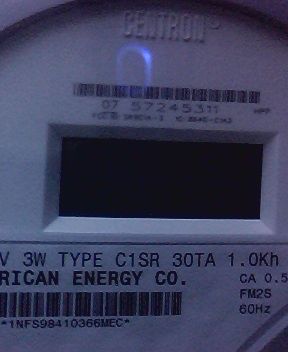 CENTRON
07 57245311
V 3W TYPE C1SR 30TA 1.0Kh
RICAN ENERGY CO.
CA 0.5
FM2S
60Hz
*1NFS98410366MEC*